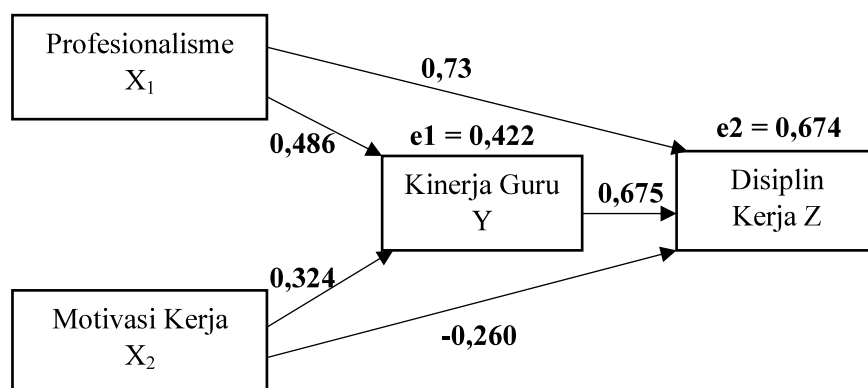 Profesionalisme
X₁
0,73
0,486
e1 = 0,422
e2 = 0,674
Kinerja Guru
Y
0,675
Disiplin
Kerja Z
0,324
Motivasi Kerja
X₂
-0,260